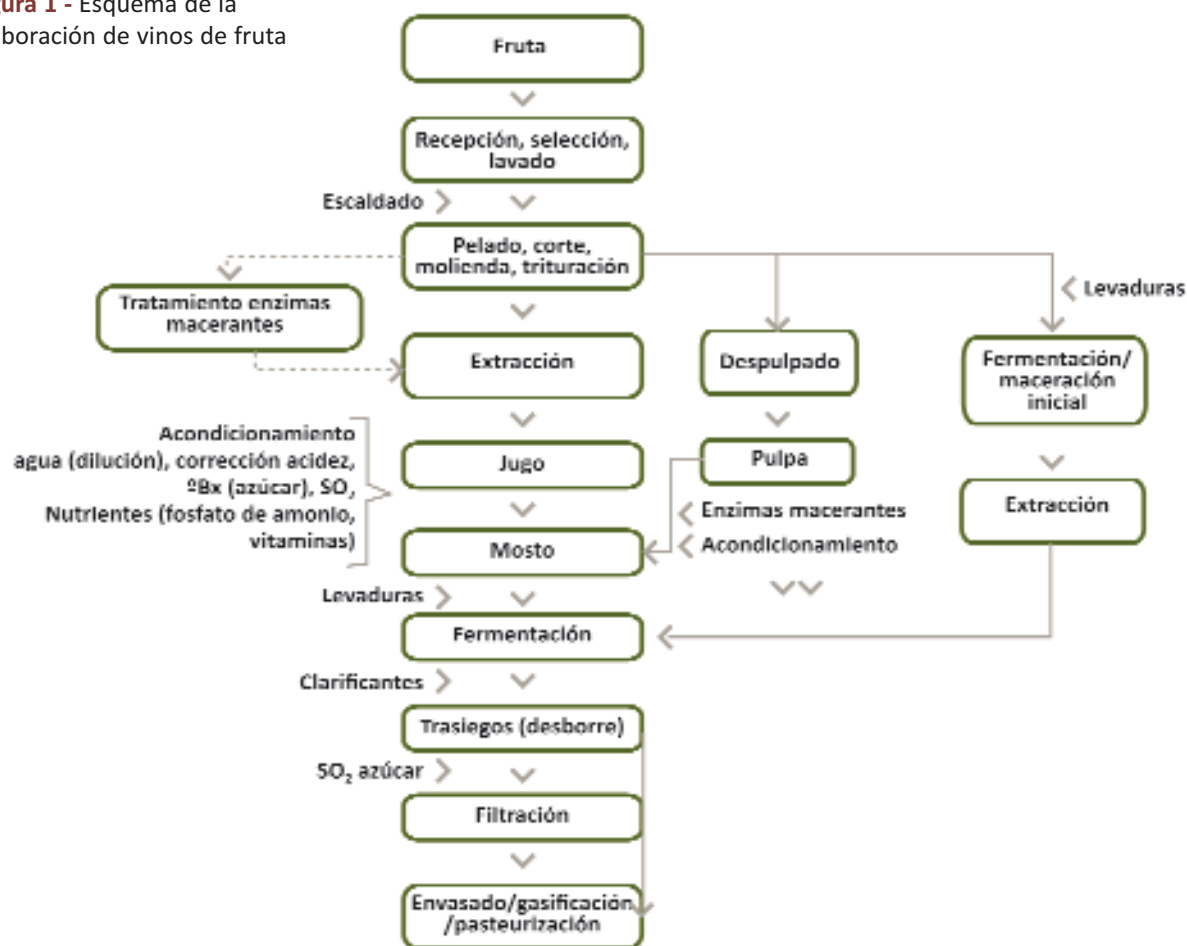 gura 1 - Esquema de la
boración de vinos de fruta
Fruta
Recepción, selección,
lavado
Escaldado
Pelado, corte,
molienda, trituración
Tratamiento enzimas
macerantes
Levaduras
Extracción
Despulpado
Fermentación/
maceración
inicial
Acondicionamiento
agua (dilución), corrección acidez,
ºBx (azúcar), SO,
Nutrientes (fosfato de amonio,
vitaminas)
Jugo
Pulpa
Enzimas macerantes
Acondicionamiento
Extracción
Mosto
Levaduras
Fermentación
Clarificantes
Trasiegos (desborre)
SO₂ azúcar
Filtración
Envasado/gasificación
/pasteurización